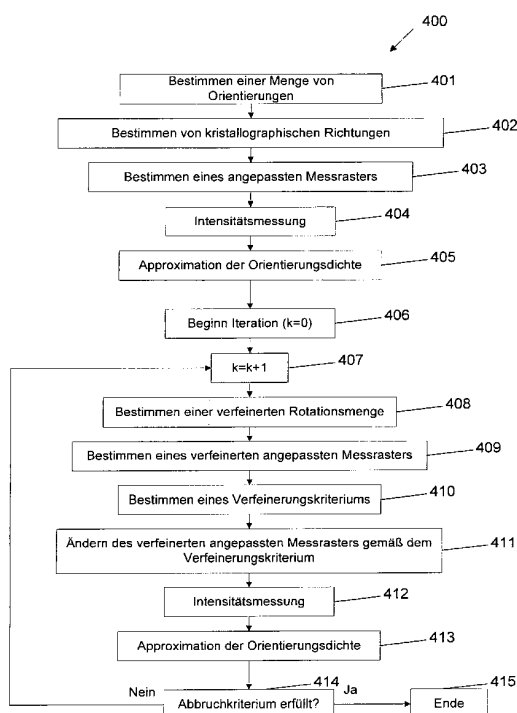 400
Bestimmen einer Menge von
Orientierungen
401
Bestimmen von kristallographischen Richtungen
402
Bestimmen eines angepassten Messrasters
403
Intensitätsmessung
404
Approximation der Orientierungsdichte
405
Beginn Iteration (k=0)
406
k=k+1
407
Bestimmen einer verfeinerten Rotationsmenge
408
Bestimmen eines verfeinerten angepassten Messrasters
409
Bestimmen eines Verfeinerungskriteriums
410
Ändern des verfeinerten angepassten Messrasters gemäß dem
Verfeinerungskriterium
411
Intensitätsmessung
412
Approximation der Orientierungsdichte
413
Nein
414
Ja
415
Abbruchkriterium erfüllt?
Ende